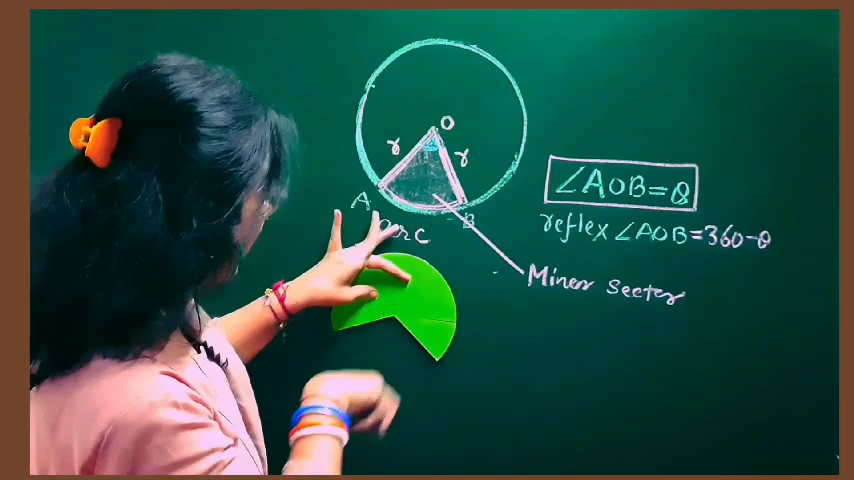 O
r
r
A
B
arc
∠AOB=θ
reflex ∠AOB=360-θ
Minor Sector